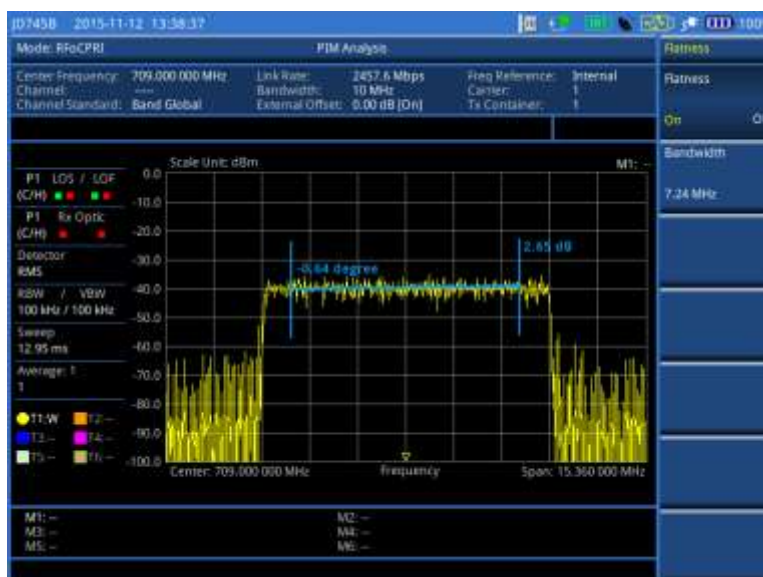 JD745B 2015-11-12 13:38:37
100
Mode: RFoCPRI PIM Analysis
Flatness
Center Frequency: 709.000 000 MHz Link Rate: 2457.6 Mbps Freq Reference: Internal
Channel: ---- Bandwidth: 10 MHz Carrier: 1
Channel Standard: Band Global External Offset: 0.00 dB [On] Tx Container: 1
Flatness
On O
Bandwidth
7.24 MHz
Scale Unit: dBm M1: --
P1 LOS / LOF
(C/H)
P1 Rx Optic
(C/H)
Detector
RMS
RBW / VBW
100 kHz / 100 kHz
Sweep
12.95 ms
Average: 1
1
T1:W T2:--
T3:-- T4:--
T5:-- T6:--
0.0
-10.0
-20.0
-30.0
-40.0
-50.0
-60.0
-70.0
-80.0
-90.0
-100.0
-0.64 degree
2.65 dB
Center: 709.000 000 MHz Frequency Span: 15.360 000 MHz
M1: -- M2: --
M3: -- M4: --
M5: -- M6: --